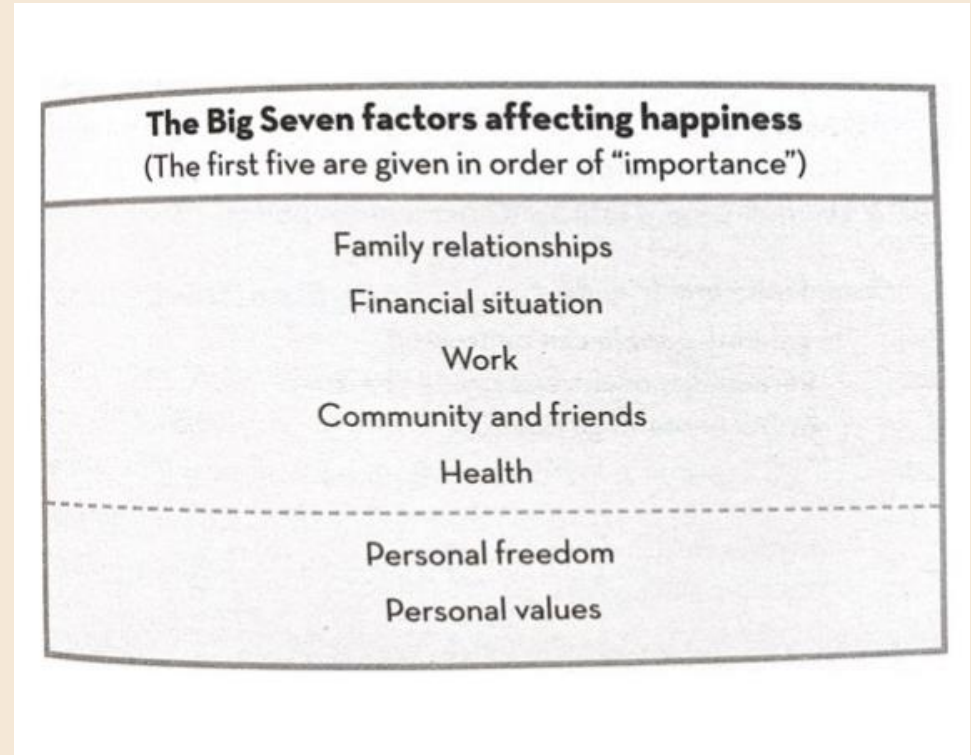 The Big Seven factors affecting happiness
(The first five are given in order of “importance”)
Family relationships
Financial situation
Work
Community and friends
Health
Personal freedom
Personal values